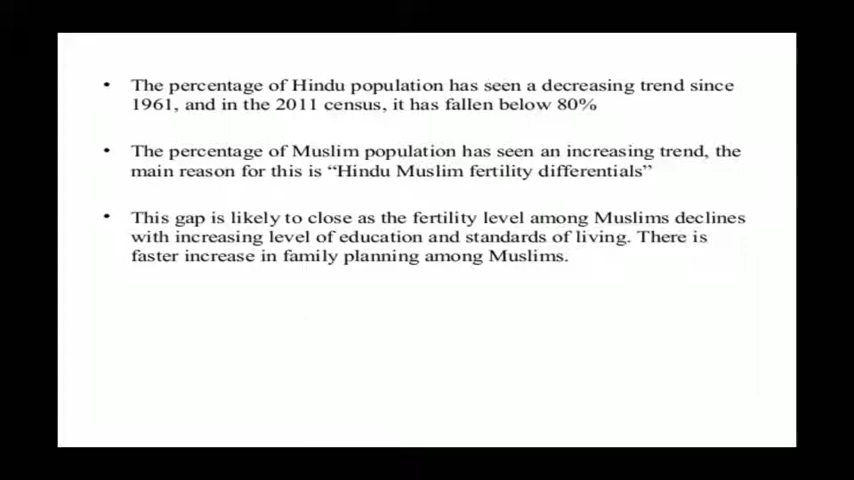 • The percentage of Hindu population has seen a decreasing trend since
1961, and in the 2011 census, it has fallen below 80%
• The percentage of Muslim population has seen an increasing trend, the
main reason for this is “Hindu Muslim fertility differentials”
• This gap is likely to close as the fertility level among Muslims declines
with increasing level of education and standards of living. There is
faster increase in family planning among Muslims.